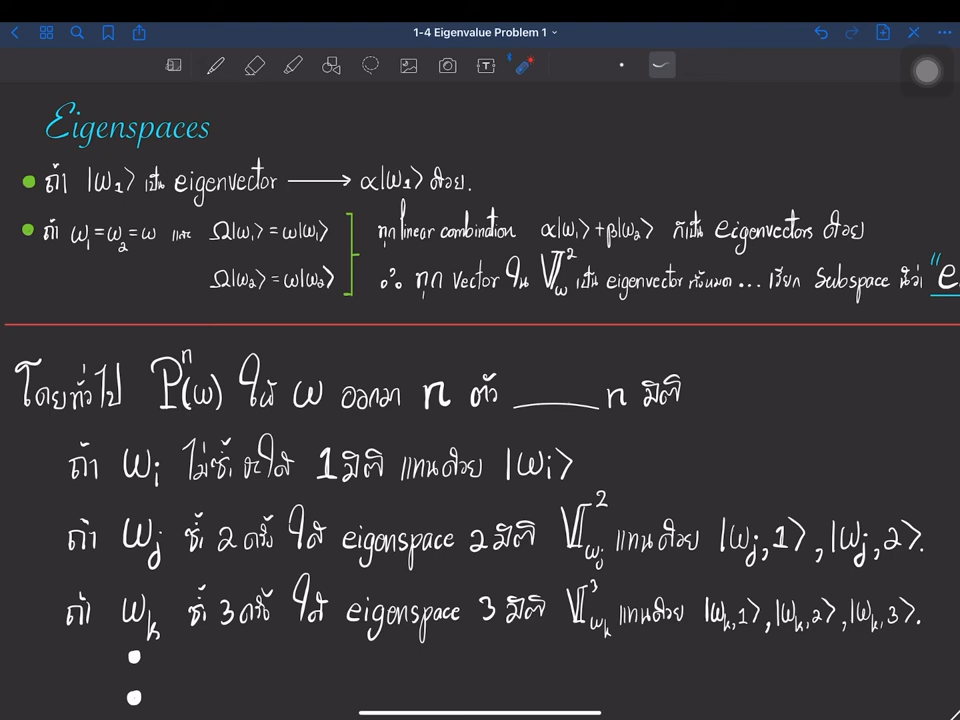 1-4 Eigenvalue Problem 1
Eigenspaces
ถ้า |ω₁⟩ เป็น eigenvector ⟶ α|ω₁⟩ ด้วย.
ถ้า ω₁=ω₂=ω และ Ω|ω₁⟩=ω|ω₁⟩ ทุก linear combination α|ω₁⟩+β|ω₂⟩ ก็เป็น eigenvectors ด้วย
Ω|ω₂⟩=ω|ω₂⟩ ∴ ทุก vector ใน 𝕍²_ω เป็น eigenvector ทั้งหมด... เรียก Subspace นี้ว่า "e
โดยทั่วไป Pⁿ(ω) ให้ ω ออกมา n ตัว ____ n มิติ
ถ้า ωᵢ ไม่ซ้ำ จะได้ 1 มิติ แทนด้วย |ωᵢ⟩
ถ้า ωⱼ ซ้ำ 2 ครั้ง ได้ eigenspace 2 มิติ 𝕍²_ωⱼ แทนด้วย |ωⱼ,1⟩, |ωⱼ,2⟩.
ถ้า ωₖ ซ้ำ 3 ครั้ง ได้ eigenspace 3 มิติ 𝕍³_ωₖ แทนด้วย |ωₖ,1⟩, |ωₖ,2⟩, |ωₖ,3⟩.